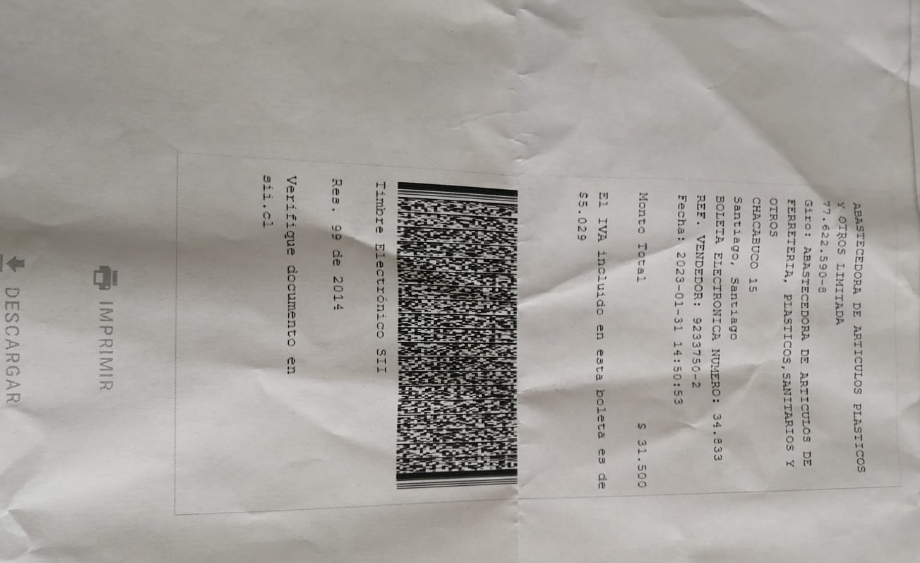 ABASTECEDORA DE ARTICULOS PLASTICOS
Y OTROS LIMITADA
77.622.590-8
Giro: ABASTECEDORA DE ARTICULOS DE
FERRETERIA, PLASTICOS,SANITARIOS Y
OTROS
CHACABUCO 15
Santiago, Santiago
BOLETA ELECTRONICA NUMERO: 34.833
REF. VENDEDOR: 9233750-2
Fecha: 2023-01-31 14:50:53
Monto Total $ 31.500
El IVA incluido en esta boleta es de
$5.029
Timbre Electrónico SII
Res. 99 de 2014
Verifique documento en
sii.cl
IMPRIMIR
DESCARGAR